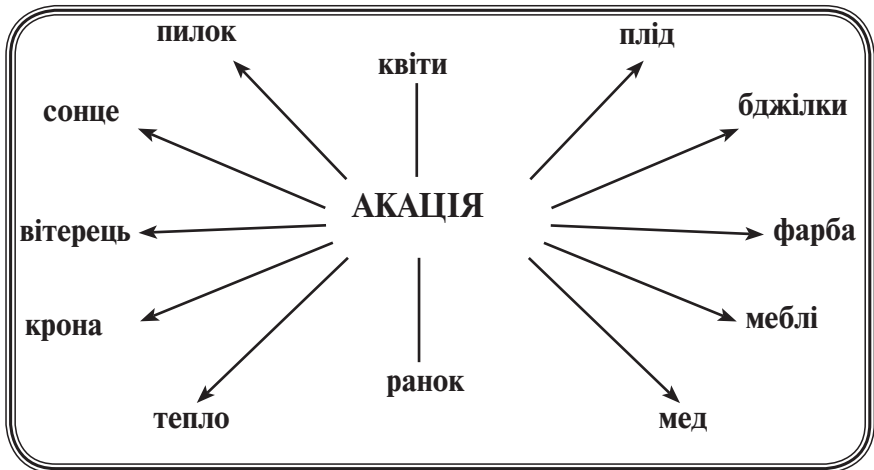 пилок
плід
квіти
бджілки
сонце
АКАЦІЯ
вітерець
фарба
крона
меблі
ранок
тепло
мед